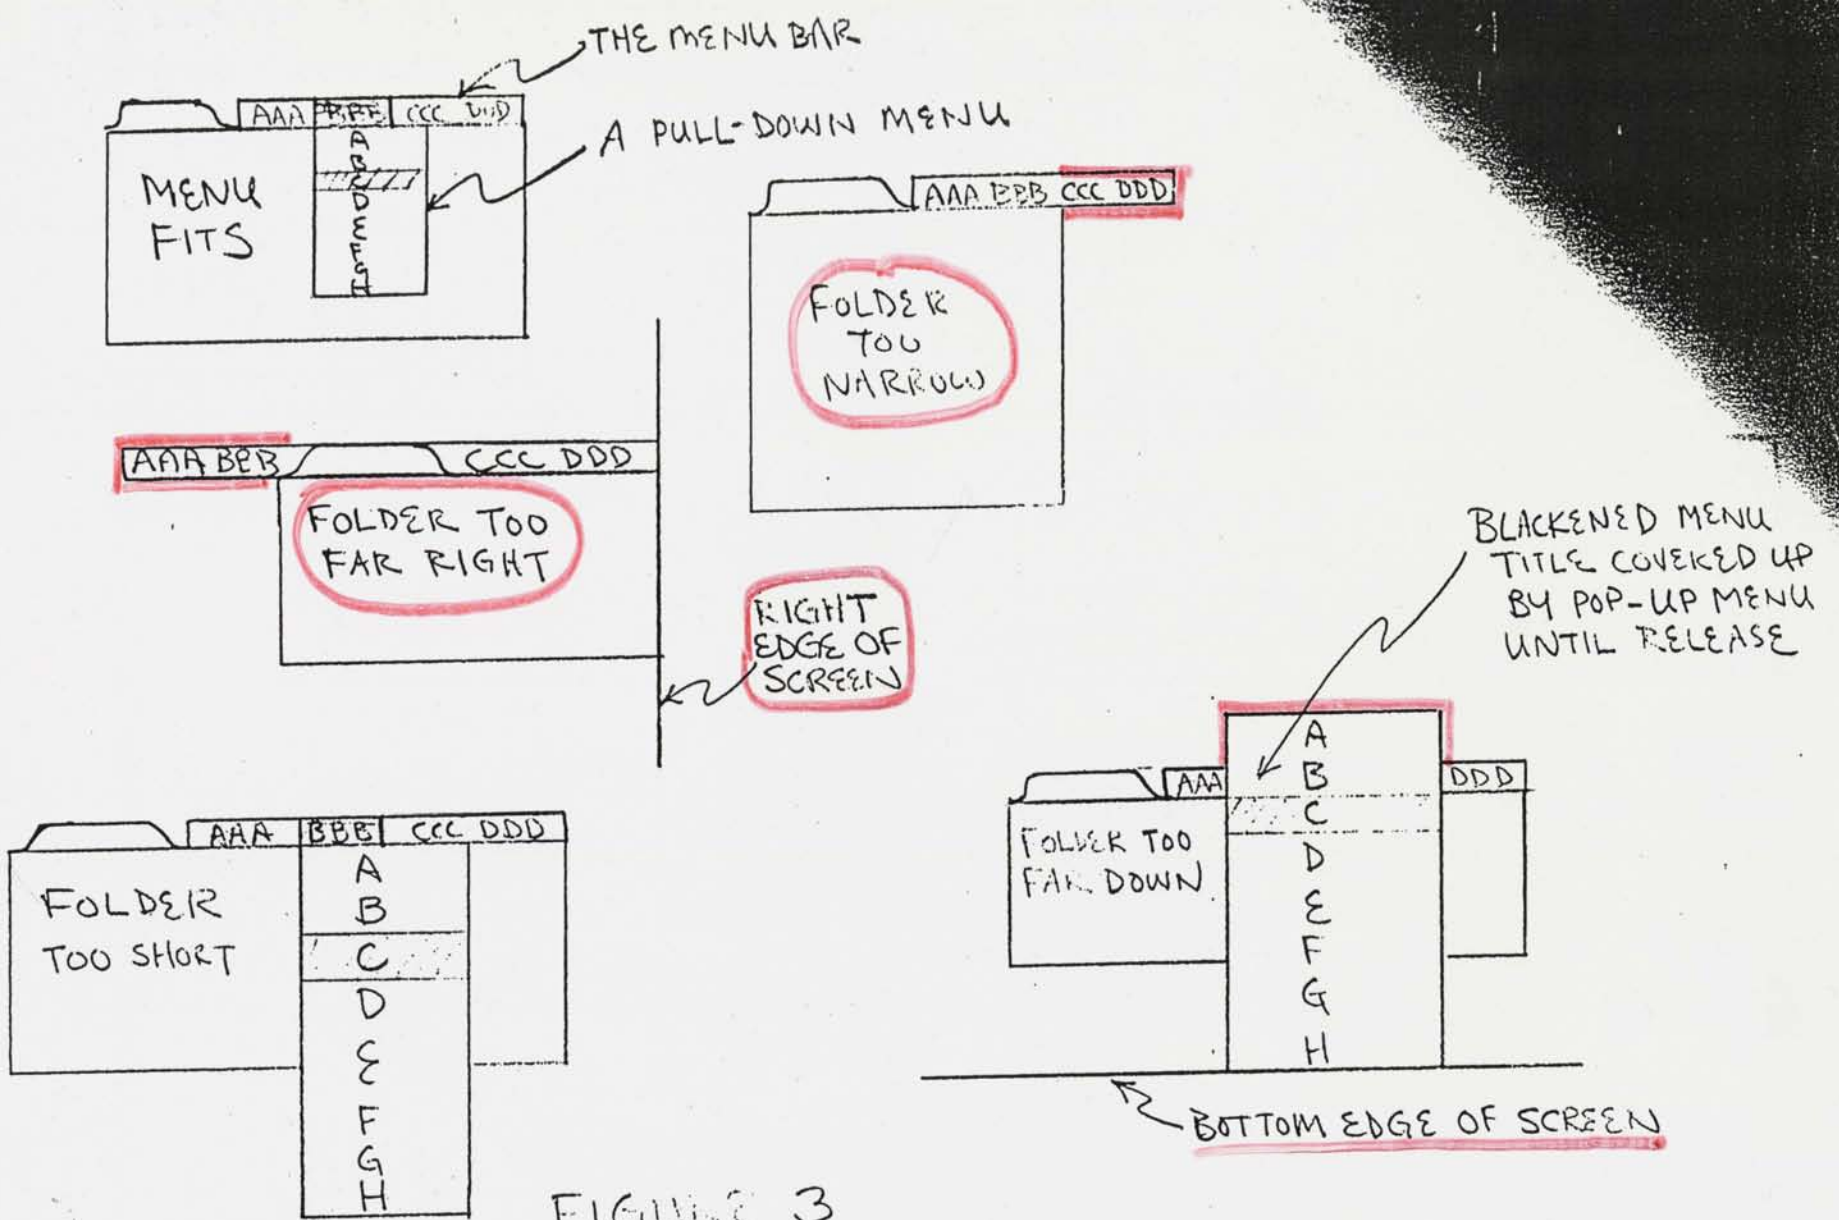 THE MENU BAR
AAA BBB CCC DDD
A PULL-DOWN MENU
A
B
C
D
E
F
G
H
MENU
FITS
AAA BBB CCC DDD
FOLDER
TOO
NARROW
AAA BBB CCC DDD
FOLDER TOO
FAR RIGHT
RIGHT
EDGE OF
SCREEN
BLACKENED MENU
TITLE COVERED UP
BY POP-UP MENU
UNTIL RELEASE
AAA BBB CCC DDD
FOLDER
TOO SHORT
A
B
C
D
E
F
G
H
AAA DDD
FOLDER TOO
FAR DOWN
A
B
C
D
E
F
G
H
BOTTOM EDGE OF SCREEN
FIGURE 3